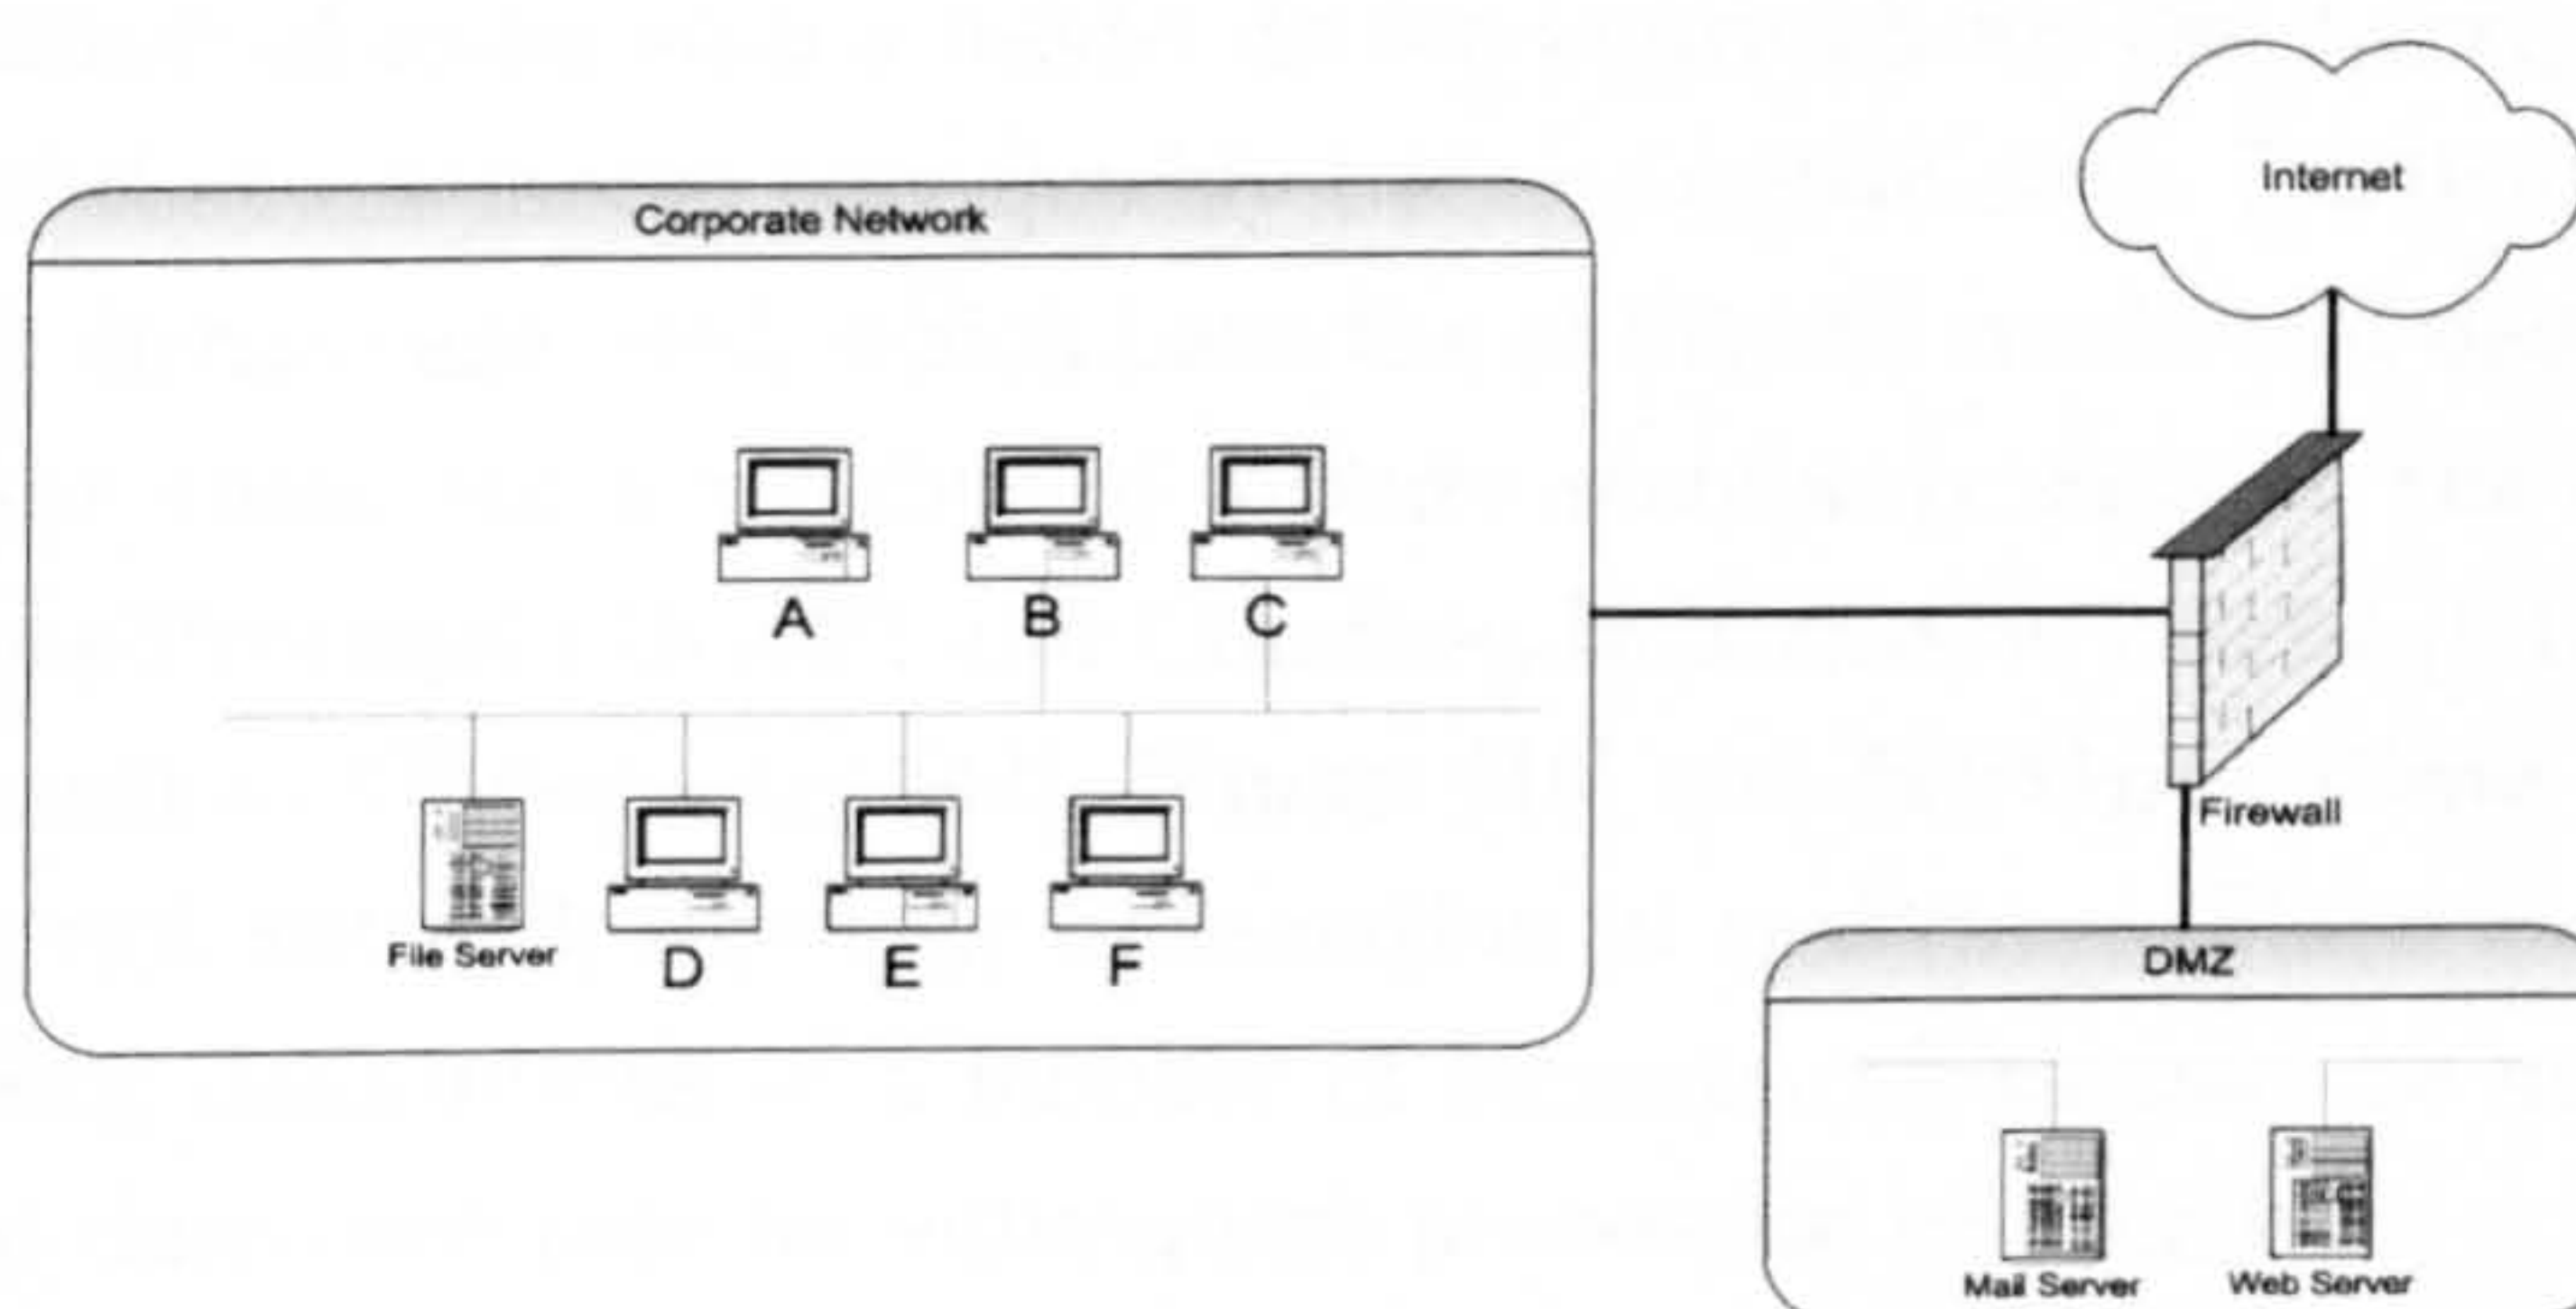 Internet
Corporate Network
A
B
C
Firewall
File Server
D
E
F
DMZ
Mail Server
Web Server